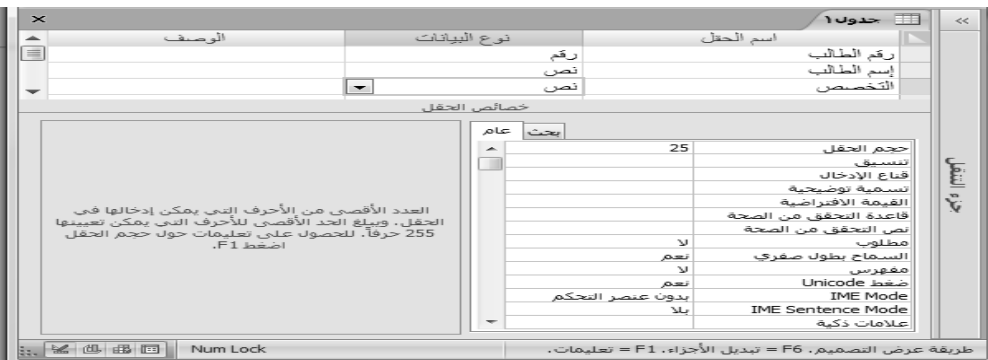 جدول١
اسم الحقل	نوع البيانات	الوصف
رقم الطالب	رقم
إسم الطالب	نص
التخصص	نص
خصائص الحقل
عام	بحث
حجم الحقل	25
تنسيق
قناع الإدخال
تسمية توضيحية
القيمة الافتراضية
قاعدة التحقق من الصحة
نص التحقق من الصحة
مطلوب	لا
السماح بطول صفري	نعم
مفهرس	لا
ضغط Unicode	نعم
IME Mode	بدون عنصر التحكم
IME Sentence Mode	بلا
علامات ذكية
العدد الأقصى من الأحرف التي يمكن إدخالها في
الحقل. ويبلغ الحد الأقصى للأحرف التي يمكن تعيينها
255 حرفاً. للحصول على تعليمات حول حجم الحقل
اضغط F1.
جزء التنقل
طريقة عرض التصميم. F6 = تبديل الأجزاء. F1 = تعليمات.
Num Lock